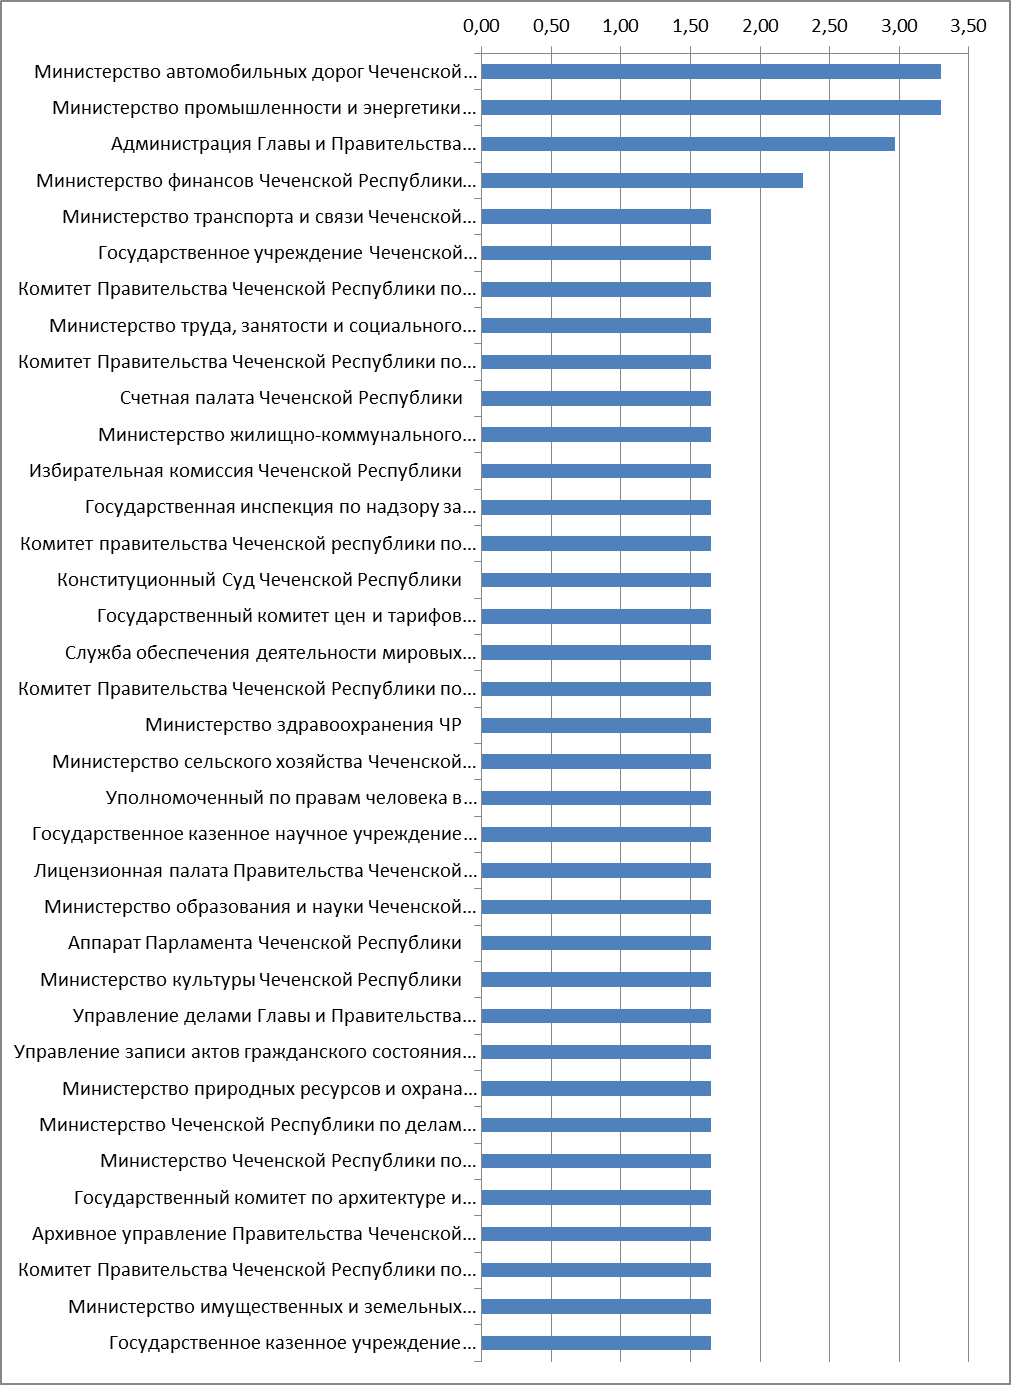 0,00 0,50 1,00 1,50 2,00 2,50 3,00 3,50
Министерство автомобильных дорог Чеченской...
Министерство промышленности и энергетики...
Администрация Главы и Правительства...
Министерство финансов Чеченской Республики...
Министерство транспорта и связи Чеченской...
Государственное учреждение Чеченской...
Комитет Правительства Чеченской Республики по...
Министерство труда, занятости и социального...
Комитет Правительства Чеченской Республики по...
Счетная палата Чеченской Республики
Министерство жилищно-коммунального...
Избирательная комиссия Чеченской Республики
Государственная инспекция по надзору за...
Комитет правительства Чеченской республики по...
Конституционный Суд Чеченской Республики
Государственный комитет цен и тарифов...
Служба обеспечения деятельности мировых...
Комитет Правительства Чеченской Республики по...
Министерство здравоохранения ЧР
Министерство сельского хозяйства Чеченской...
Уполномоченный по правам человека в...
Государственное казенное научное учреждение...
Лицензионная палата Правительства Чеченской...
Министерство образования и науки Чеченской...
Аппарат Парламента Чеченской Республики
Министерство культуры Чеченской Республики
Управление делами Главы и Правительства...
Управление записи актов гражданского состояния...
Министерство природных ресурсов и охрана...
Министерство Чеченской Республики по делам...
Министерство Чеченской Республики по...
Государственный комитет по архитектуре и...
Архивное управление Правительства Чеченской...
Комитет Правительства Чеченской Республики по...
Министерство имущественных и земельных...
Государственное казенное учреждение...